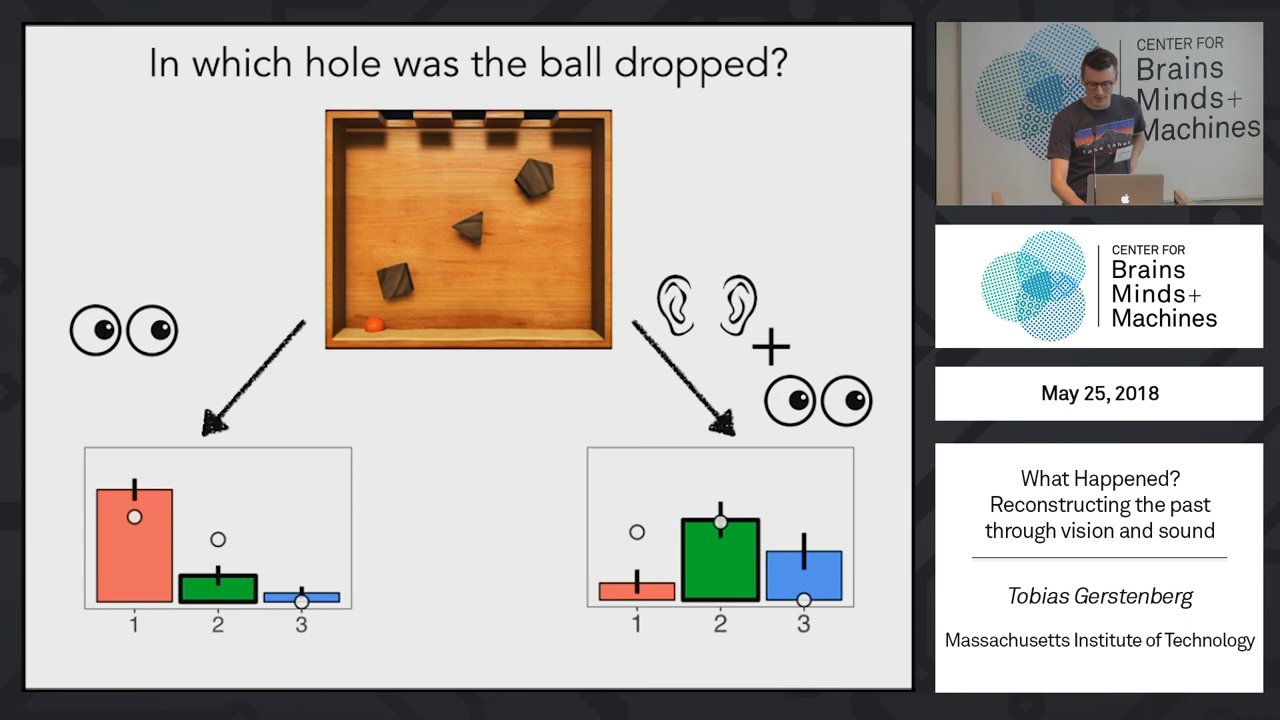 In which hole was the ball dropped?
+
1
2
3
1
2
3
CENTER FOR
Brains
Minds+
Machines
CENTER FOR
Brains
Minds+
Machines
May 25, 2018
What Happened?
Reconstructing the past
through vision and sound
Tobias Gerstenberg
Massachusetts Institute of Technology